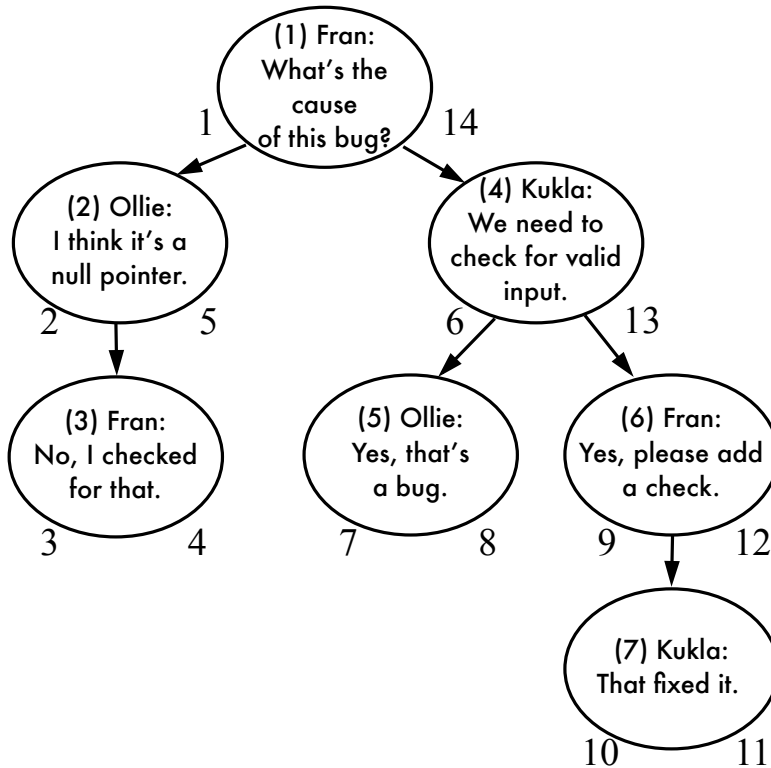 (1) Fran:
What's the
cause
of this bug?
1
14
(2) Ollie:
I think it's a
null pointer.
2
5
(4) Kukla:
We need to
check for valid
input.
6
13
(3) Fran:
No, I checked
for that.
3
4
(5) Ollie:
Yes, that's
a bug.
7
8
(6) Fran:
Yes, please add
a check.
9
12
(7) Kukla:
That fixed it.
10
11